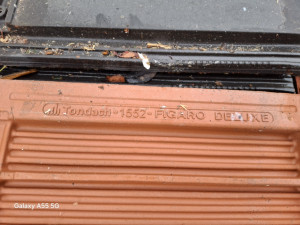 Tondach-1552-FIGARO DELUXE
Galaxy A55 5G